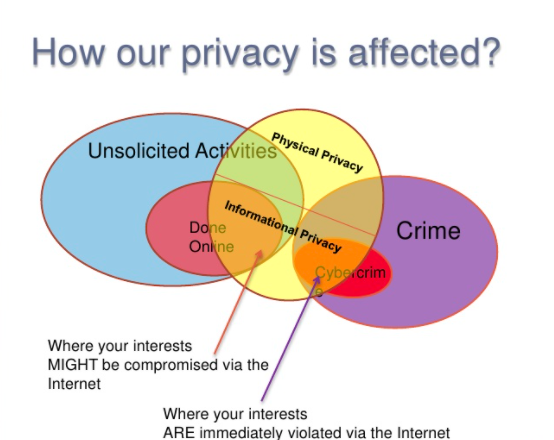 How our privacy is affected?
Physical Privacy
Unsolicited Activities
Informational Privacy
Done
Online
Crime
Cybercrim
e
Where your interests
MIGHT be compromised via the
Internet
Where your interests
ARE immediately violated via the Internet